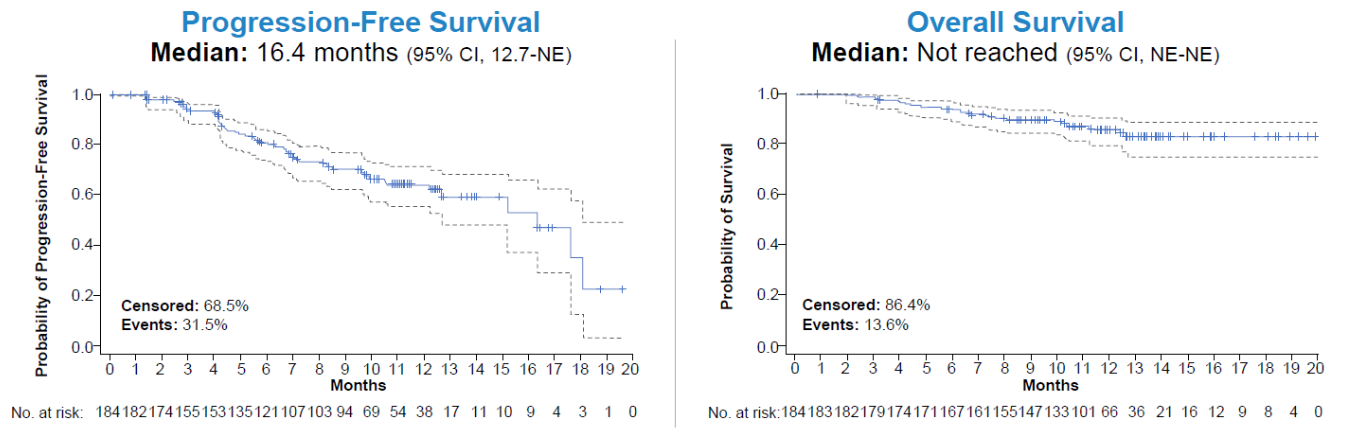 Progression-Free Survival
Median: 16.4 months (95% CI, 12.7-NE)
Probability of Progression-Free Survival
1.0
0.8
0.6
0.4
0.2
0.0
Censored: 68.5%
Events: 31.5%
0 1 2 3 4 5 6 7 8 9 10 11 12 13 14 15 16 17 18 19 20
Months
No. at risk: 184 182 174 155 153 135 121 107 103 94 69 54 38 17 11 10 9 4 3 1 0
Overall Survival
Median: Not reached (95% CI, NE-NE)
Probability of Survival
1.0
0.8
0.6
0.4
0.2
0.0
Censored: 86.4%
Events: 13.6%
0 1 2 3 4 5 6 7 8 9 10 11 12 13 14 15 16 17 18 19 20
Months
No. at risk: 184 183 182 179 174 171 167 161 155 147 133 101 66 36 21 16 12 9 8 4 0